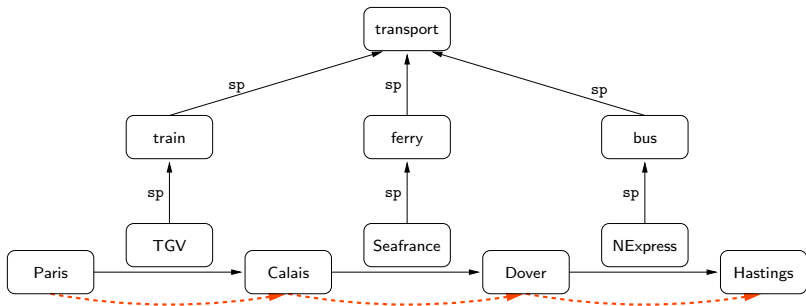 transport
sp
sp
sp
train
ferry
bus
sp
sp
sp
TGV
Seafrance
NExpress
Paris
Calais
Dover
Hastings